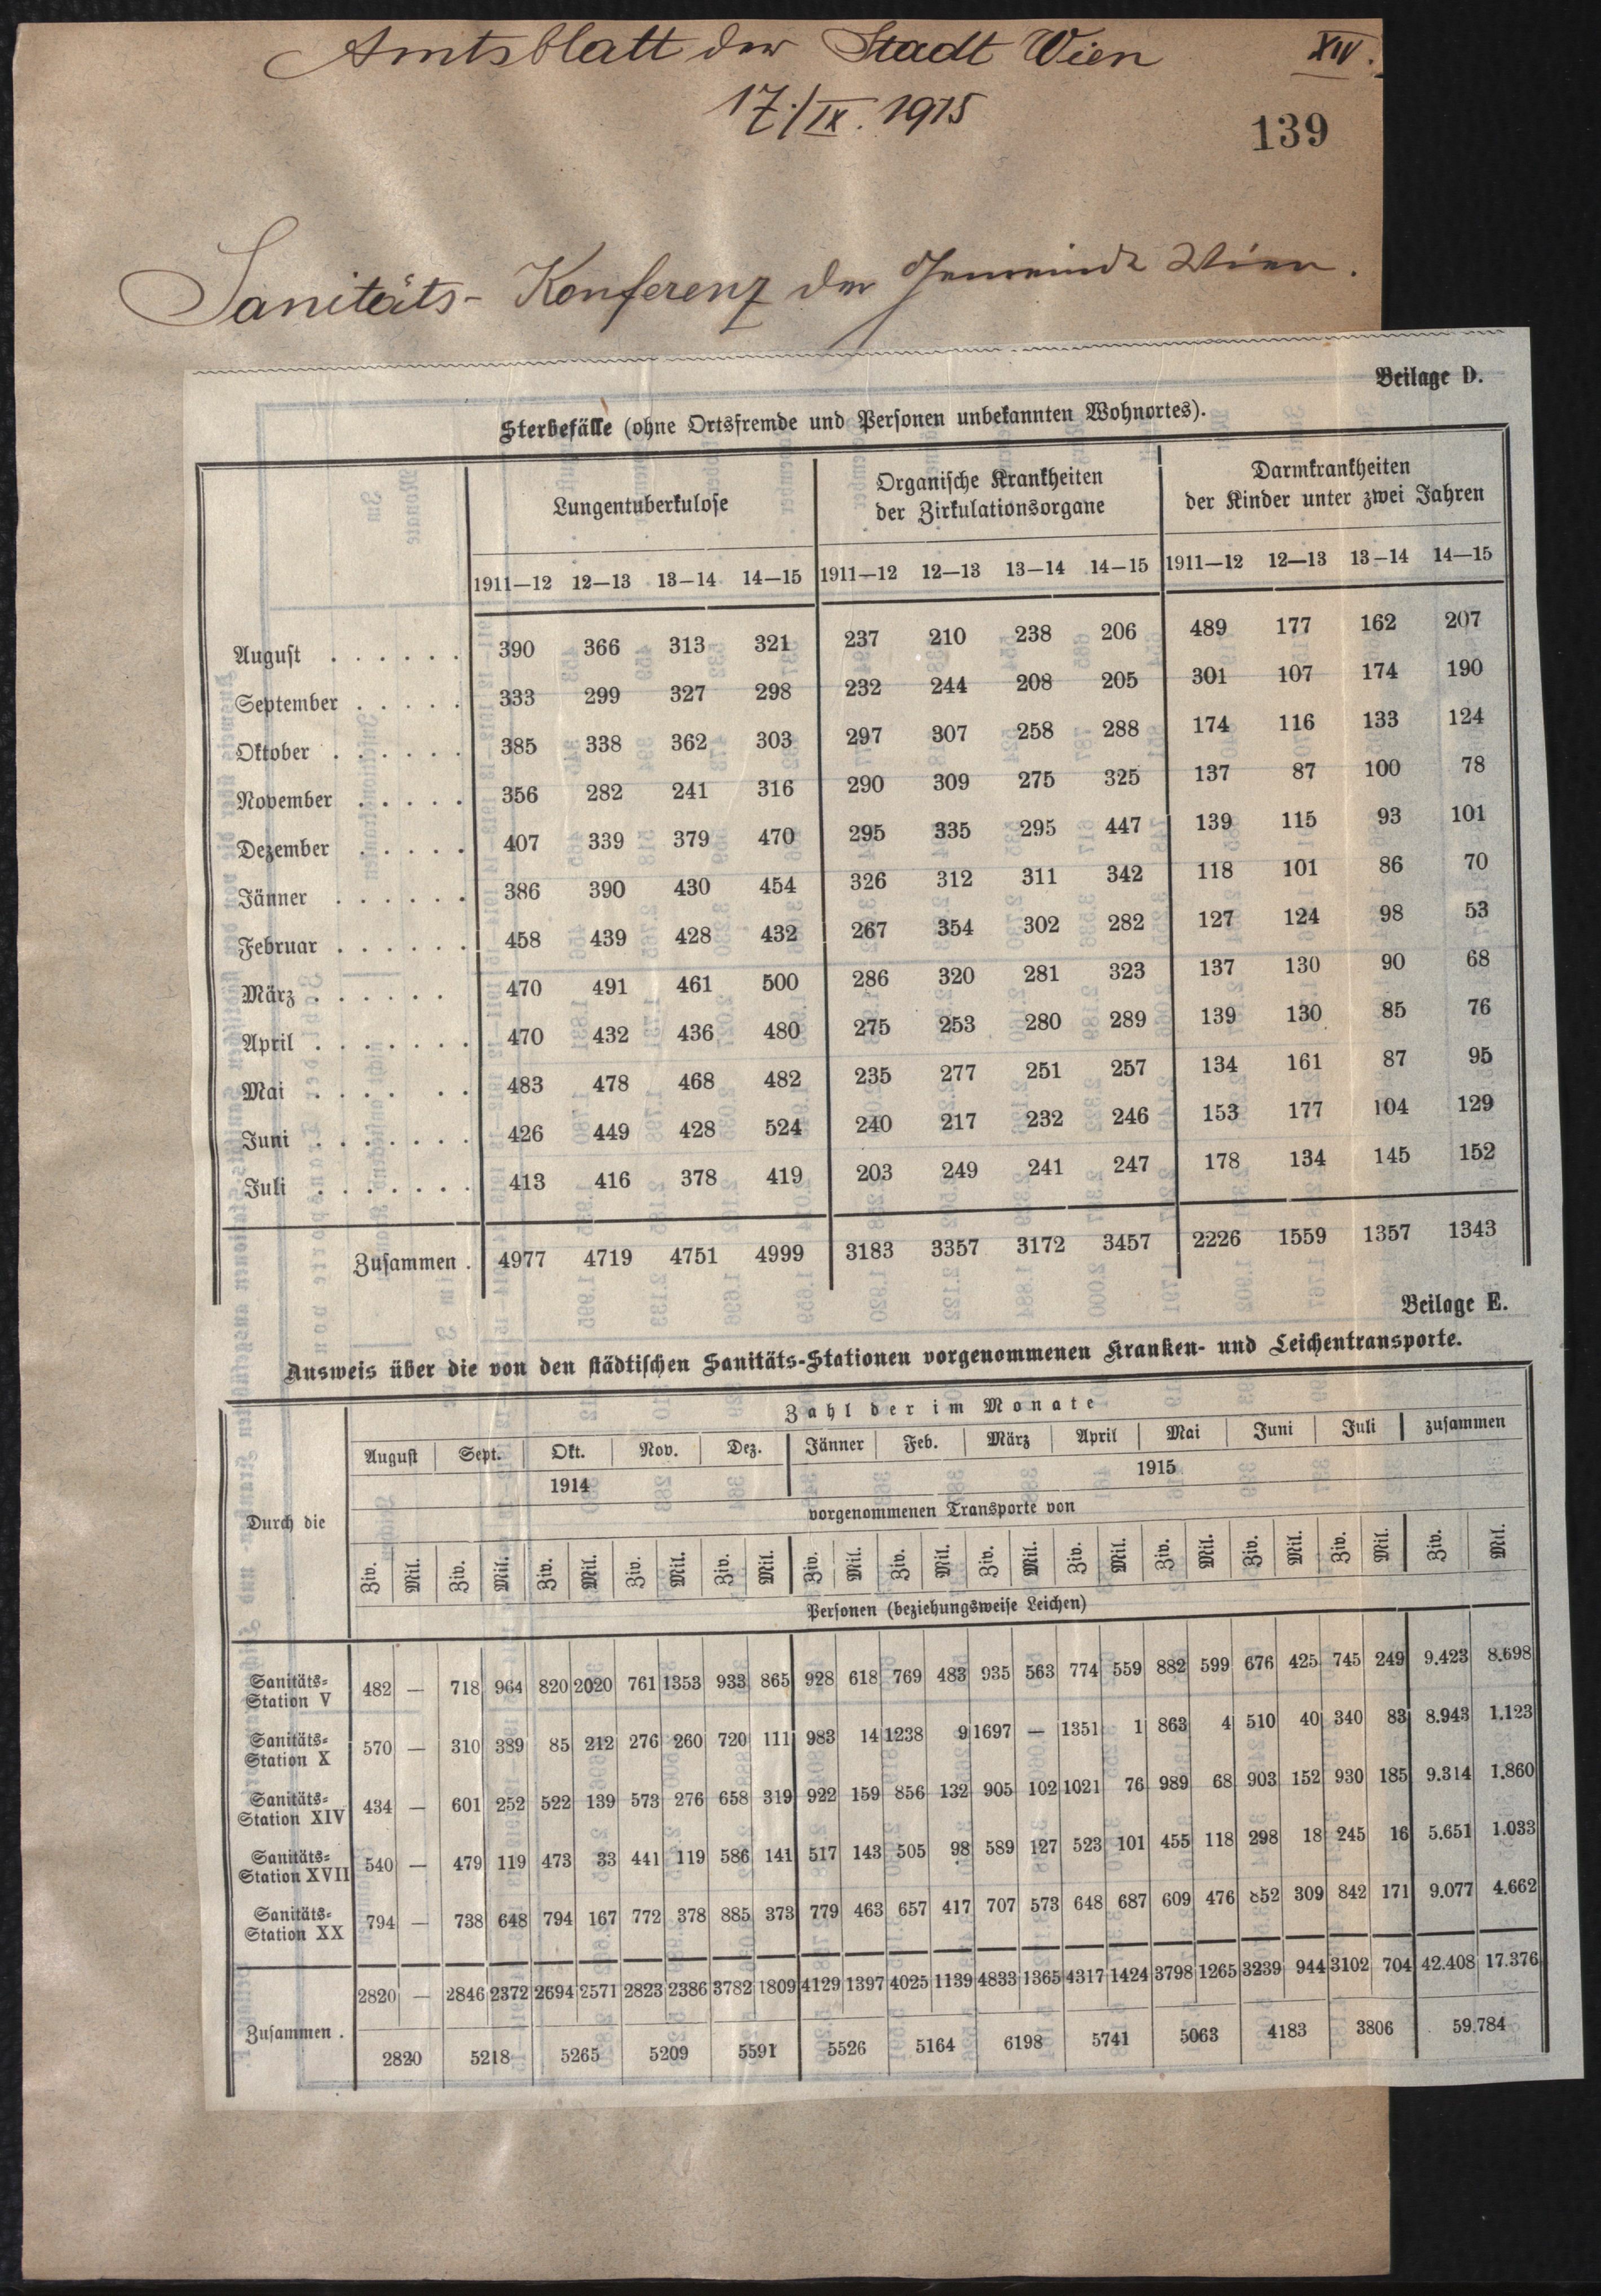 Amtsblatt der Stadt Wien
XIV.
17./IX. 1915
139
Sanitäts-Konferenz der Gemeinde Wien.
Beilage D.
Sterbefälle (ohne Ortsfremde und Personen unbekannten Wohnortes).
Lungentuberkulose | Organische Krankheiten der Zirkulationsorgane | Darmkrankheiten der Kinder unter zwei Jahren
1911—12 12—13 13—14 14—15 1911—12 12—13 13—14 14—15 1911—12 12—13 13—14 14—15
August . . . . . . 390 366 313 321 237 210 238 206 489 177 162 207
September . . . . . 333 299 327 298 232 244 208 205 301 107 174 190
Oktober . . . . . . 385 338 362 303 297 307 258 288 174 116 133 124
November . . . . . 356 282 241 316 290 309 275 325 137 87 100 78
Dezember . . . . . 407 339 379 470 295 335 295 447 139 115 93 101
Jänner . . . . . . 386 390 430 454 326 312 311 342 118 101 86 70
Februar . . . . . . 458 439 428 432 267 354 302 282 127 124 98 53
März . . . . . . 470 491 461 500 286 320 281 323 137 130 90 68
April . . . . . . . 470 432 436 480 275 253 280 289 139 130 85 76
Mai . . . . . . 483 478 468 482 235 277 251 257 134 161 87 95
Juni . . . . . . . 426 449 428 524 240 217 232 246 153 177 104 129
Juli . . . . . . . 413 416 378 419 203 249 241 247 178 134 145 152
Zusammen . 4977 4719 4751 4999 3183 3357 3172 3457 2226 1559 1357 1343
Beilage E.
Ausweis über die von den städtischen Sanitäts-Stationen vorgenommenen Kranken- und Leichentransporte.
Durch die
Zahl der im Monate
August Sept. Okt. Nov. Dez. Jänner Feb. März April Mai Juni Juli zusammen
1914 1915
vorgenommenen Transporte von
Ziv. Mil. Ziv. Mil. Ziv. Mil. Ziv. Mil. Ziv. Mil. Ziv. Mil. Ziv. Mil. Ziv. Mil. Ziv. Mil. Ziv. Mil. Ziv. Mil. Ziv. Mil. Ziv. Mil.
Personen (beziehungsweise Leichen)
Sanitäts-Station V 482 — 718 964 820 2020 761 1353 933 865 928 618 769 483 935 563 774 559 882 599 676 425 745 249 9.423 8.698
Sanitäts-Station X 570 — 310 389 85 212 276 260 720 111 983 14 1238 9 1697 — 1351 1 863 4 510 40 340 83 8.943 1.123
Sanitäts-Station XIV 434 — 601 252 522 139 573 276 658 319 922 159 856 132 905 102 1021 76 989 68 903 152 930 185 9.314 1.860
Sanitäts-Station XVII 540 — 479 119 473 33 441 119 586 141 517 143 505 98 589 127 523 101 455 118 298 18 245 16 5.651 1.033
Sanitäts-Station XX 794 — 738 648 794 167 772 378 885 373 779 463 657 417 707 573 648 687 609 476 852 309 842 171 9.077 4.662
Zusammen . 2820 — 2846 2372 2694 2571 2823 2386 3782 1809 4129 1397 4025 1139 4833 1365 4317 1424 3798 1265 3239 944 3102 704 42.408 17.376
2820 5218 5265 5209 5591 5526 5164 6198 5741 5063 4183 3806 59.784